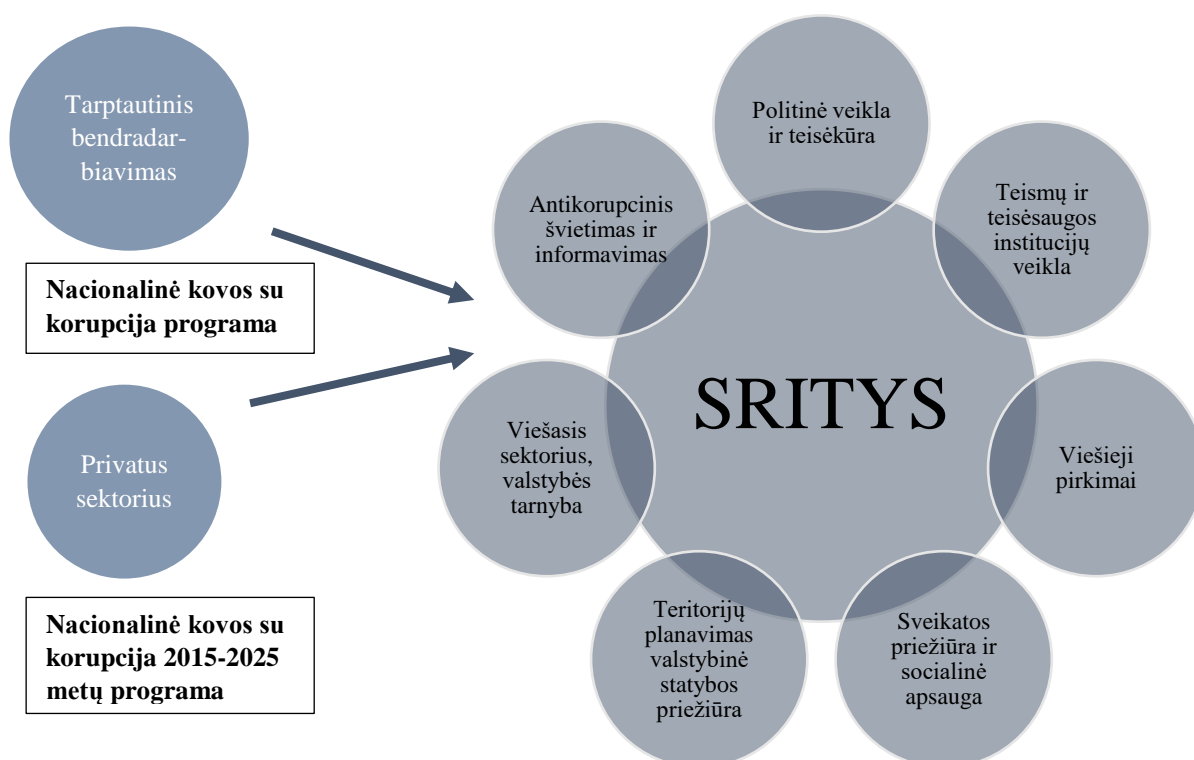 Tarptautinis
bendradar-
biavimas
Nacionalinė kovos su
korupcija programa
Privatus
sektorius
Nacionalinė kovos su
korupcija 2015-2025
metų programa
SRITYS
Politinė veikla
ir teisėkūra
Teismų ir
teisėsaugos
institucijų
veikla
Viešieji
pirkimai
Sveikatos
priežiūra ir
socialinė
apsauga
Teritorijų
planavimas
valstybinė
statybos
priežiūra
Viešasis
sektorius,
valstybės
tarnyba
Antikorupcinis
švietimas ir
informavimas